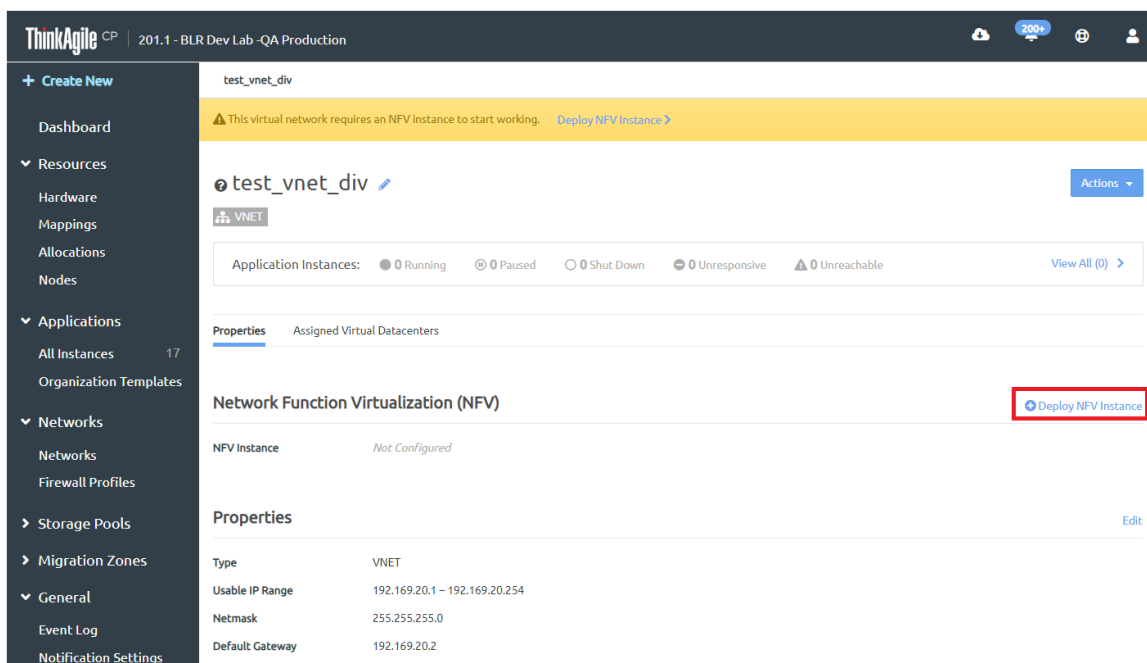 ThinkAgile CP 201.1 - BLR Dev Lab -QA Production
200+
Create New
Dashboard
Resources
Hardware
Mappings
Allocations
Nodes
Applications
All Instances 17
Organization Templates
Networks
Networks
Firewall Profiles
Storage Pools
Migration Zones
General
Event Log
Notification Settings
test_vnet_div
This virtual network requires an NFV instance to start working. Deploy NFV Instance
test_vnet_div
Actions
VNET
Application Instances: 0 Running 0 Paused 0 Shut Down 0 Unresponsive 0 Unreachable View All (0)
Properties Assigned Virtual Datacenters
Network Function Virtualization (NFV) Deploy NFV Instance
NFV Instance Not Configured
Properties Edit
Type VNET
Usable IP Range 192.169.20.1 – 192.169.20.254
Netmask 255.255.255.0
Default Gateway 192.169.20.2